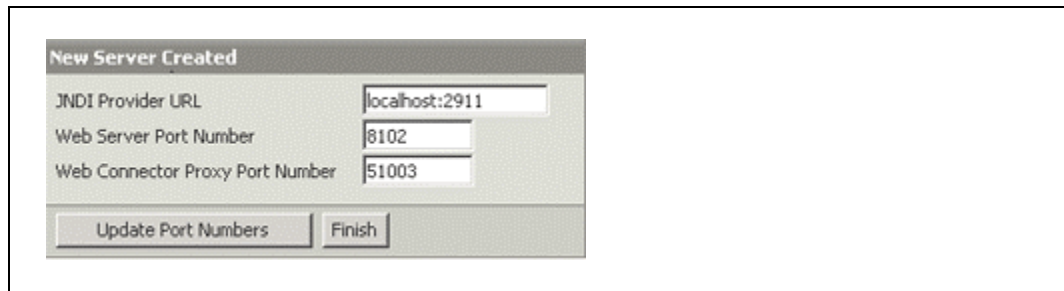 New Server Created
JNDI Provider URL localhost:2911
Web Server Port Number 8102
Web Connector Proxy Port Number 51003
Update Port Numbers Finish